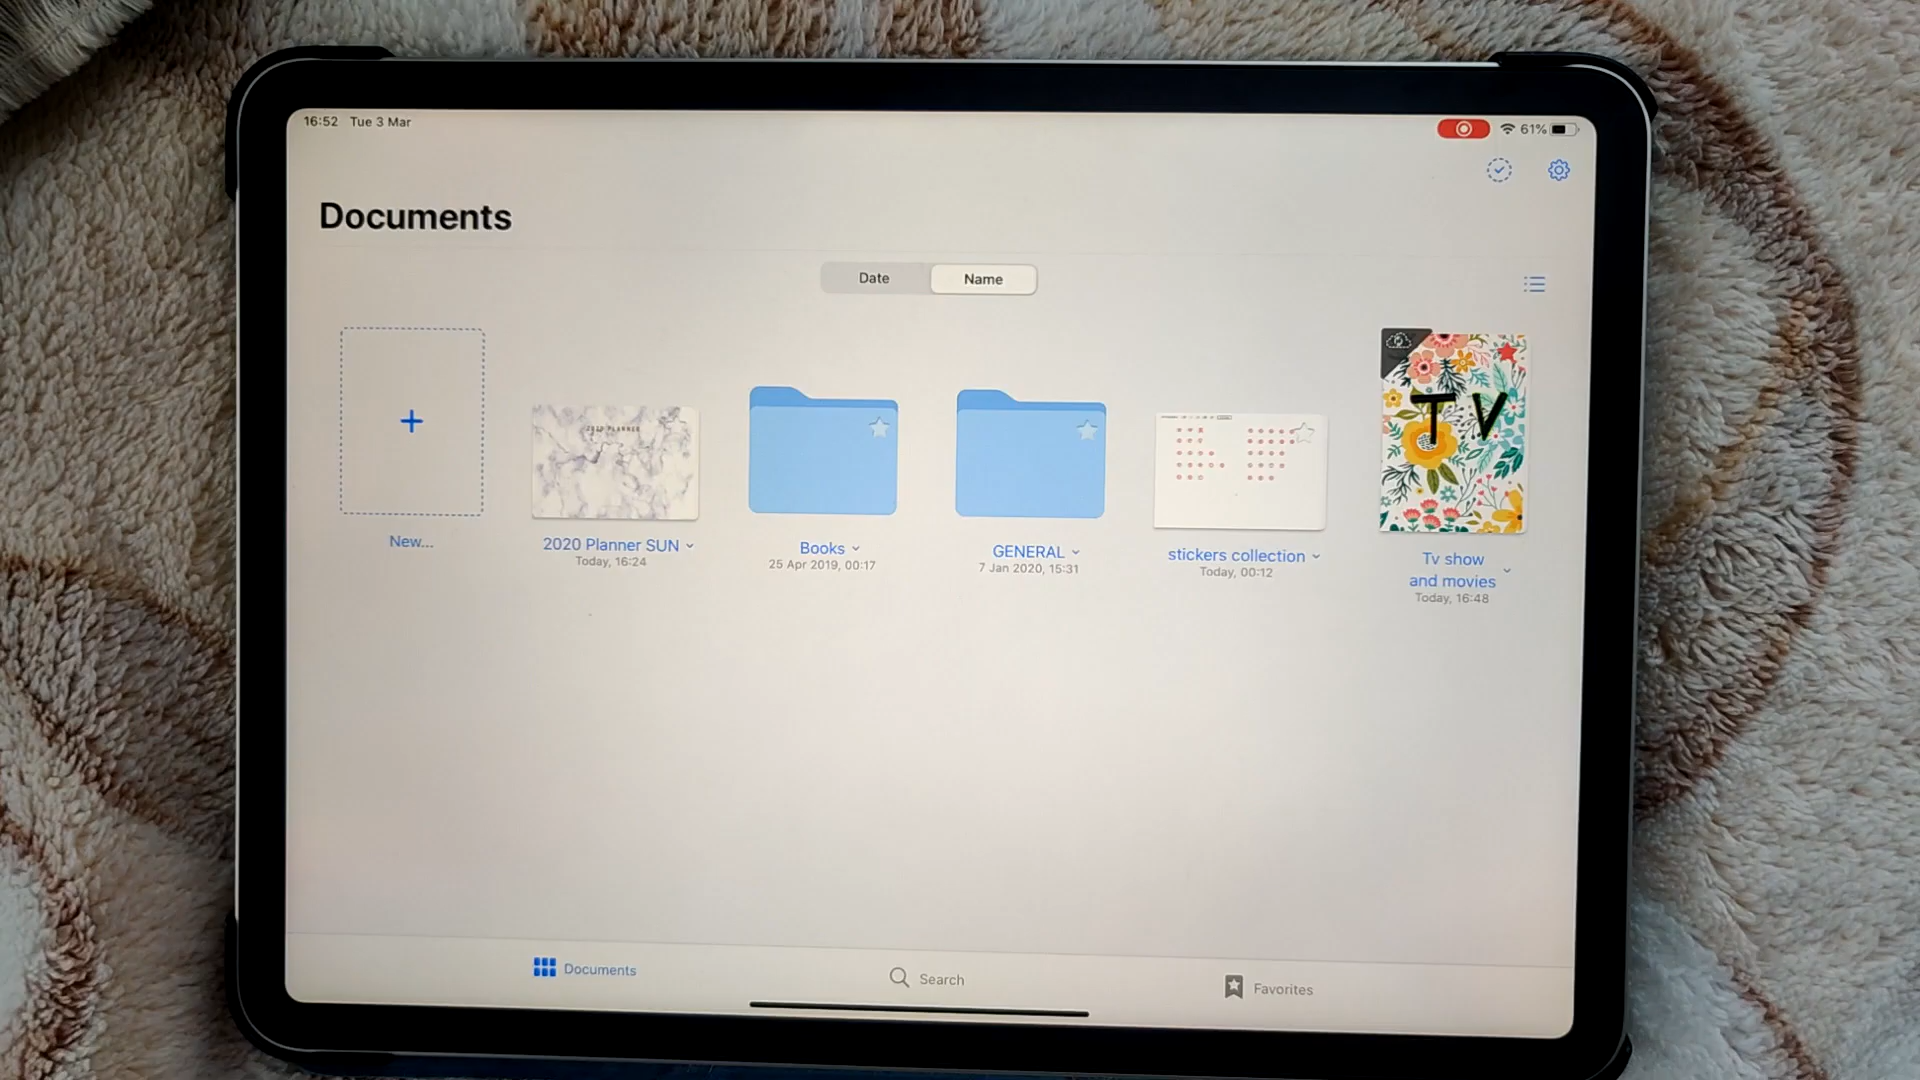 16:52 Tue 3 Mar
61%
Documents
Date
Name
2020 PLANNER
TV
New...
2020 Planner SUN
Today, 16:24
Books
25 Apr 2019, 00:17
GENERAL
7 Jan 2020, 15:31
stickers collection
Today, 00:12
Tv show
and movies
Today, 16:48
Documents
Search
Favorites